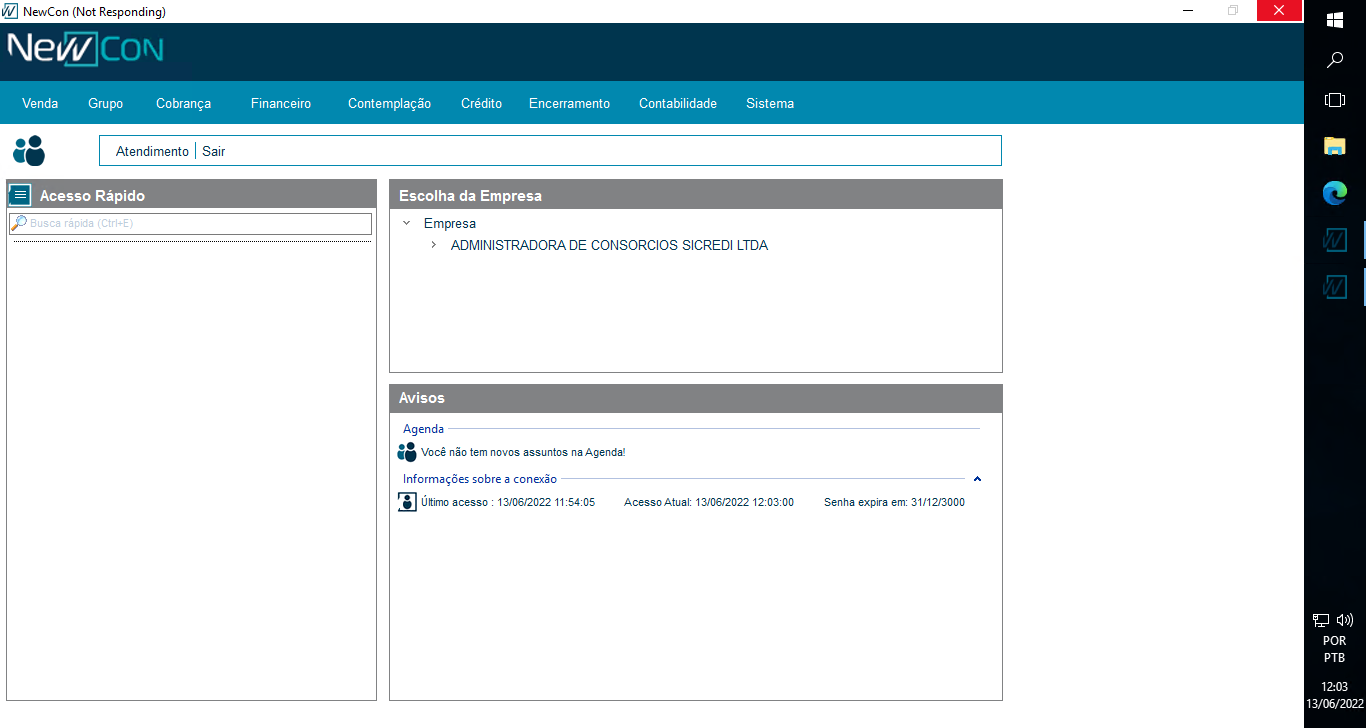 NewCon (Not Responding)
NewCon
Venda Grupo Cobrança Financeiro Contemplação Crédito Encerramento Contabilidade Sistema
Atendimento Sair
Acesso Rápido
Busca rápida (Ctrl+E)
Escolha da Empresa
Empresa
ADMINISTRADORA DE CONSORCIOS SICREDI LTDA
Avisos
Agenda
Você não tem novos assuntos na Agenda!
Informações sobre a conexão
Último acesso : 13/06/2022 11:54:05 Acesso Atual: 13/06/2022 12:03:00 Senha expira em: 31/12/3000
POR
PTB
12:03
13/06/2022